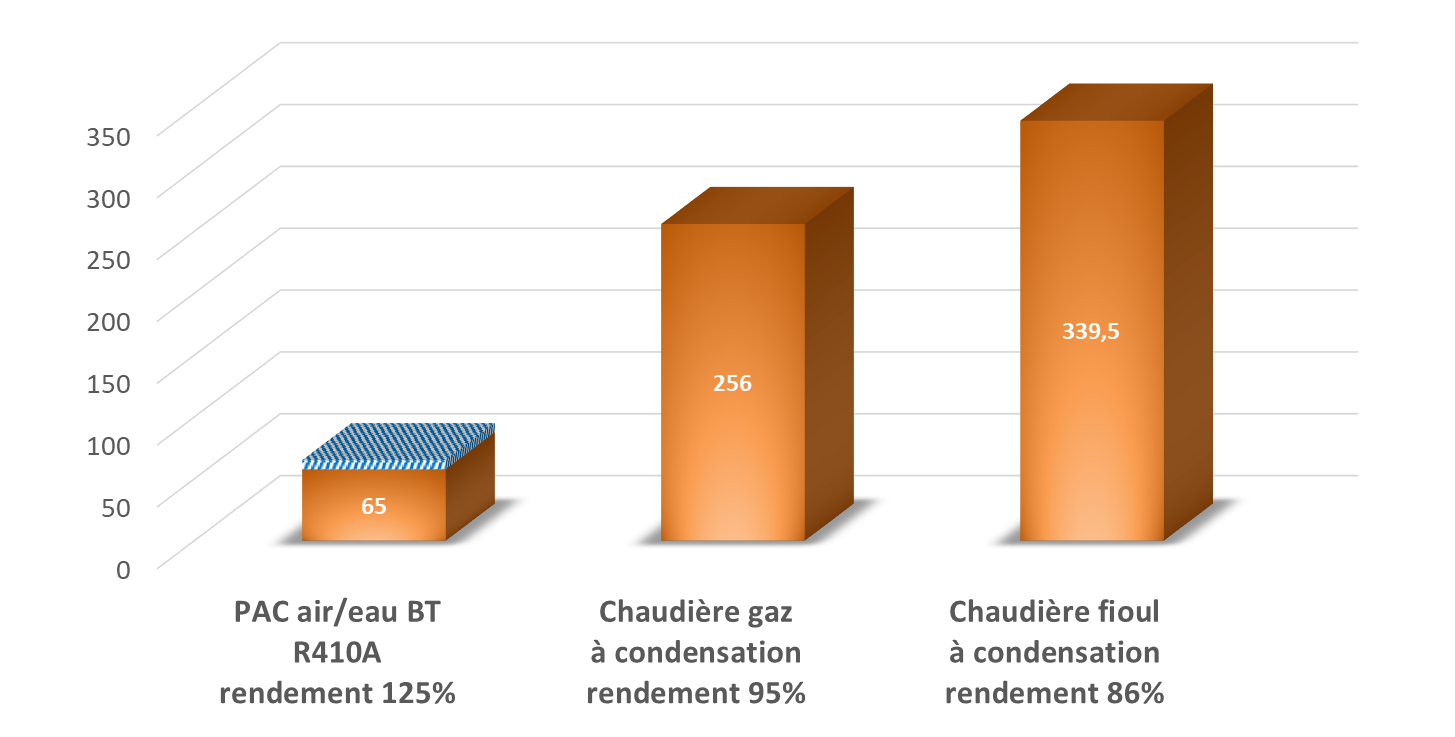 350
300
250
200
150
100
50
0
65
256
339,5
PAC air/eau BT
R410A
rendement 125%
Chaudière gaz
à condensation
rendement 95%
Chaudière fioul
à condensation
rendement 86%